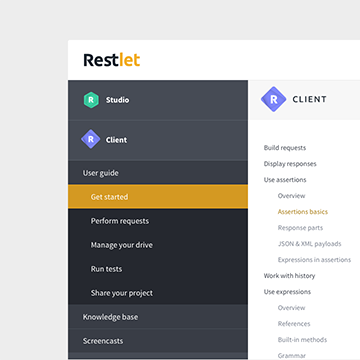 Restlet
R Studio
R Client
User guide
Get started
Perform requests
Manage your drive
Run tests
Share your project
Knowledge base
Screencasts
R CLIENT
Build requests
Display responses
Use assertions
Overview
Assertions basics
Response parts
JSON & XML payloads
Expressions in assertions
Work with history
Use expressions
Overview
References
Built-in methods
Grammar